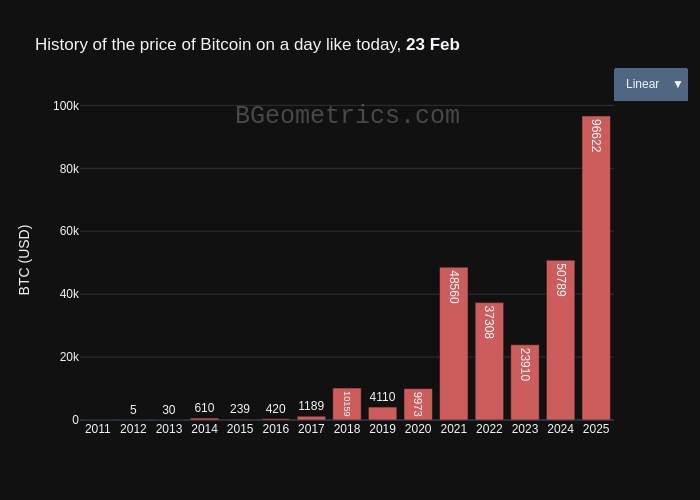 History of the price of Bitcoin on a day like today, 23 Feb
Linear ▼
BGeometrics.com
BTC (USD)
100k
80k
60k
40k
20k
0
5
30
610
239
420
1189
10159
4110
9973
48560
37308
23910
50789
96622
2011 2012 2013 2014 2015 2016 2017 2018 2019 2020 2021 2022 2023 2024 2025